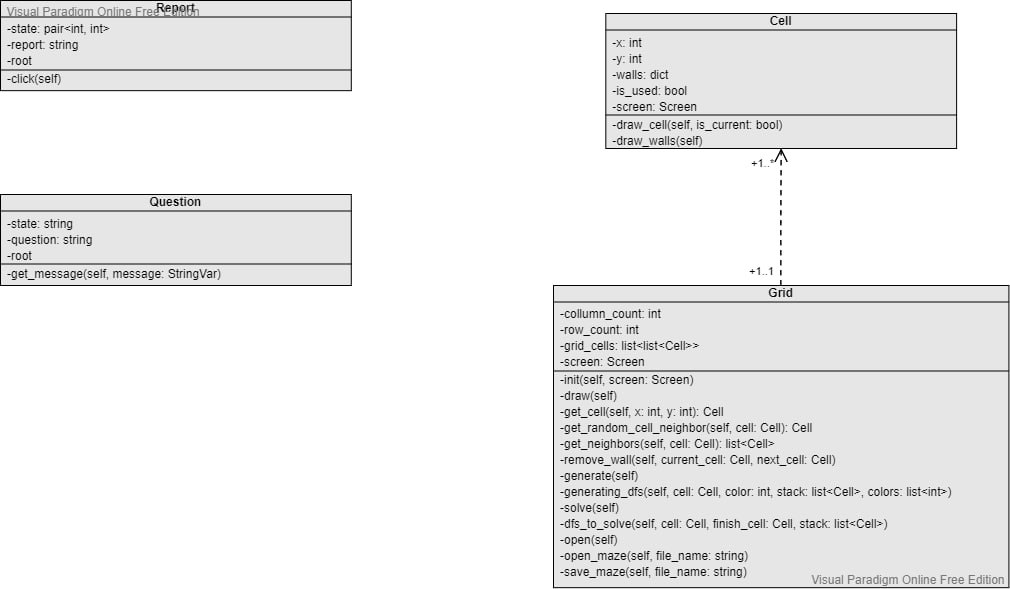 Visual Paradigm Online Free Edition
Report
-state: pair<int, int>
-report: string
-root
-click(self)
Cell
-x: int
-y: int
-walls: dict
-is_used: bool
-screen: Screen
-draw_cell(self, is_current: bool)
-draw_walls(self)
+1..*
Question
-state: string
-question: string
-root
-get_message(self, message: StringVar)
+1..1
Grid
-collumn_count: int
-row_count: int
-grid_cells: list<list<Cell>>
-screen: Screen
-init(self, screen: Screen)
-draw(self)
-get_cell(self, x: int, y: int): Cell
-get_random_cell_neighbor(self, cell: Cell): Cell
-get_neighbors(self, cell: Cell): list<Cell>
-remove_wall(self, current_cell: Cell, next_cell: Cell)
-generate(self)
-generating_dfs(self, cell: Cell, color: int, stack: list<Cell>, colors: list<int>)
-solve(self)
-dfs_to_solve(self, cell: Cell, finish_cell: Cell, stack: list<Cell>)
-open(self)
-open_maze(self, file_name: string)
-save_maze(self, file_name: string)
Visual Paradigm Online Free Edition